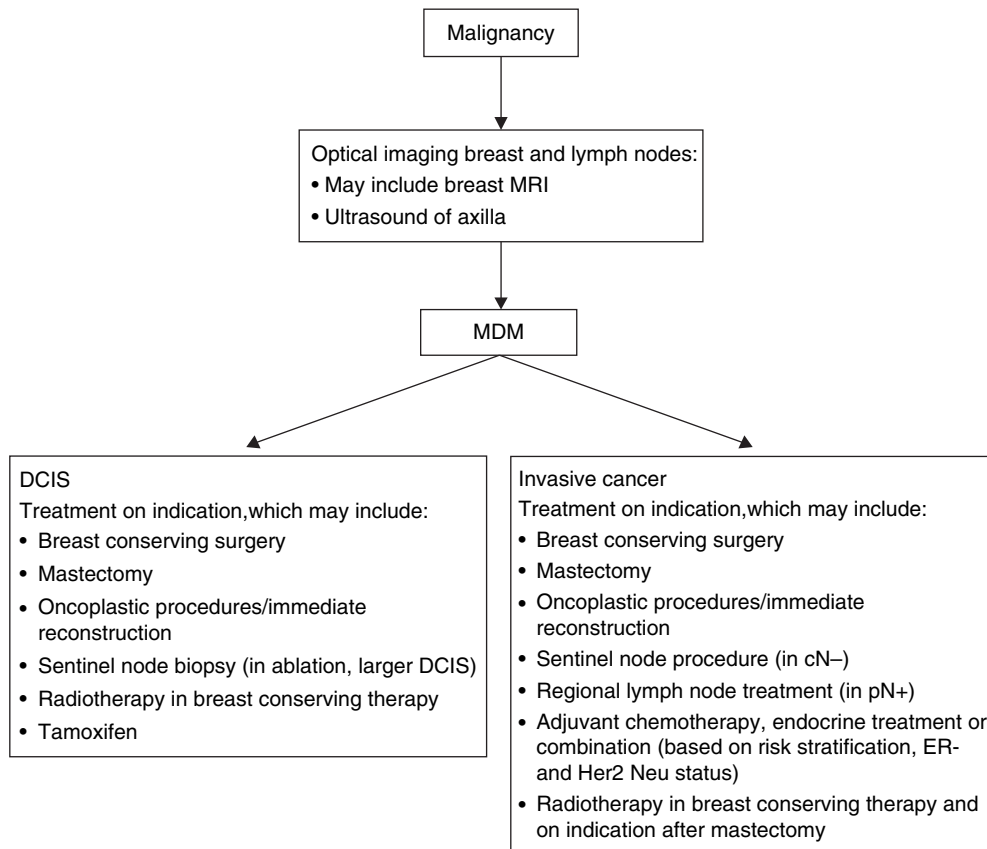 Malignancy
Optical imaging breast and lymph nodes:
• May include breast MRI
• Ultrasound of axilla
MDM
DCIS
Treatment on indication,which may include:
• Breast conserving surgery
• Mastectomy
• Oncoplastic procedures/immediate
reconstruction
• Sentinel node biopsy (in ablation, larger DCIS)
• Radiotherapy in breast conserving therapy
• Tamoxifen
Invasive cancer
Treatment on indication,which may include:
• Breast conserving surgery
• Mastectomy
• Oncoplastic procedures/immediate
reconstruction
• Sentinel node procedure (in cN–)
• Regional lymph node treatment (in pN+)
• Adjuvant chemotherapy, endocrine treatment or
combination (based on risk stratification, ER-
and Her2 Neu status)
• Radiotherapy in breast conserving therapy and
on indication after mastectomy